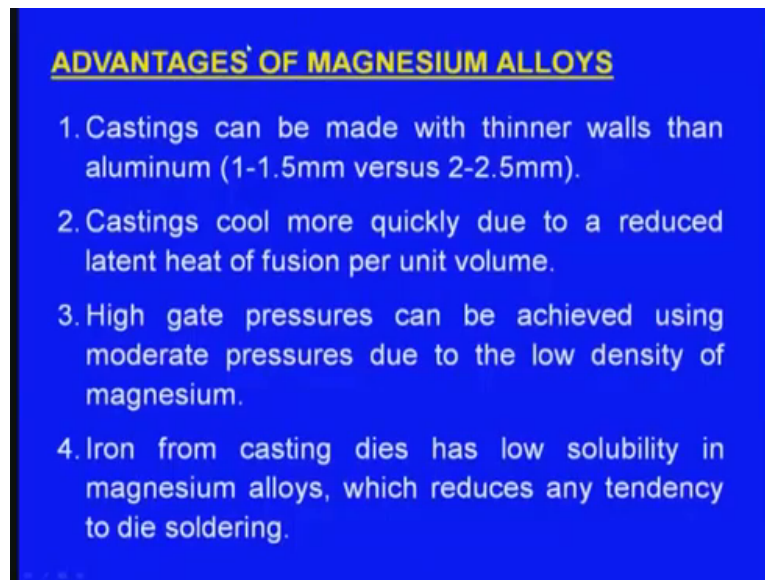 ADVANTAGES OF MAGNESIUM ALLOYS
1. Castings can be made with thinner walls than
aluminum (1-1.5mm versus 2-2.5mm).
2. Castings cool more quickly due to a reduced
latent heat of fusion per unit volume.
3. High gate pressures can be achieved using
moderate pressures due to the low density of
magnesium.
4. Iron from casting dies has low solubility in
magnesium alloys, which reduces any tendency
to die soldering.